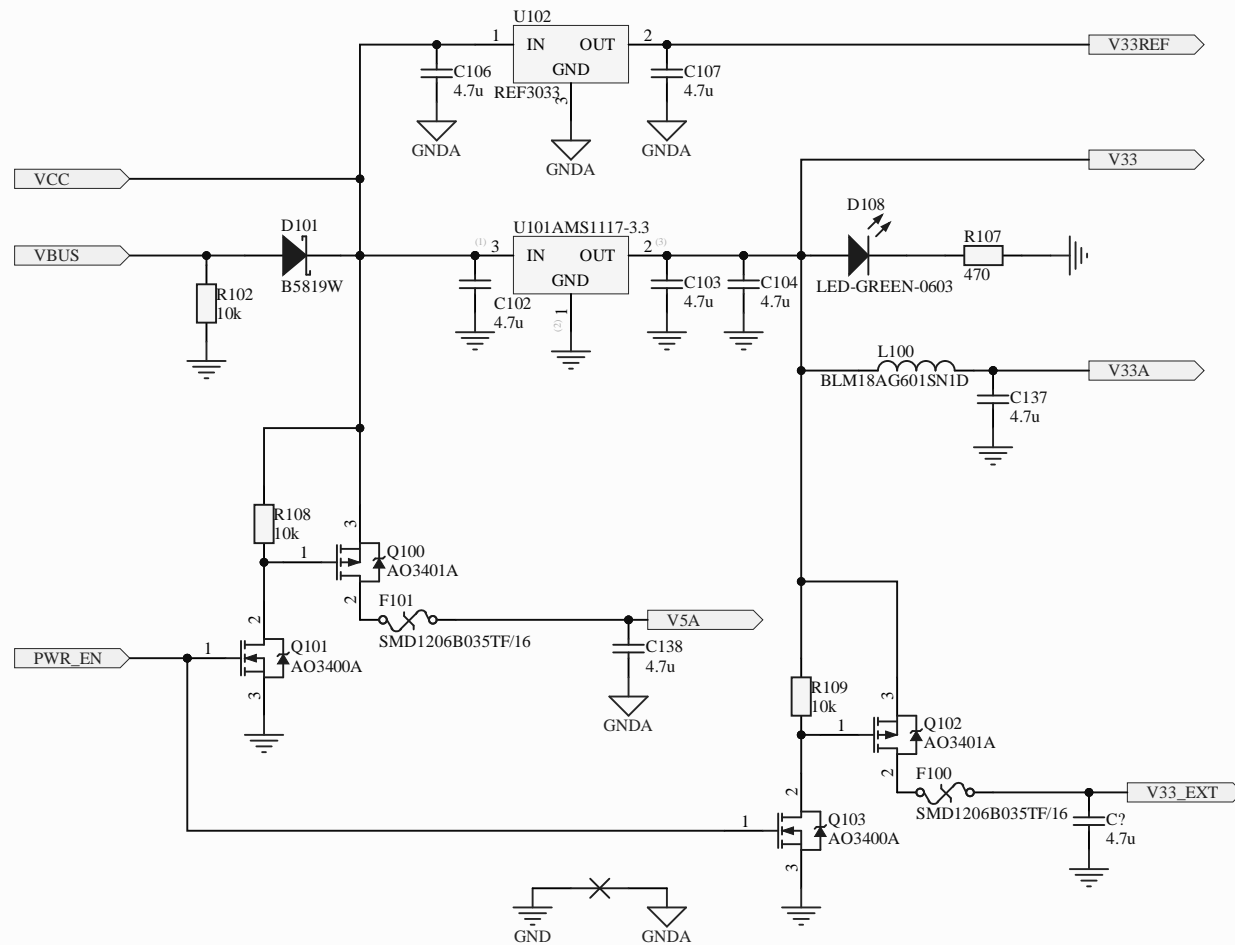 U102
1 IN OUT 2
GND
REF3033
3
C106
4.7u
C107
4.7u
V33REF
GNDA
GNDA
GNDA
VCC
V33
D101
U101AMS1117-3.3
D108
VBUS
(1) 3 IN OUT 2 (3)
GND
R107
470
B5819W
R102
10k
C102
4.7u
(2) 1
C103
4.7u
C104
4.7u
LED-GREEN-0603
L100
BLM18AG601SN1D
V33A
C137
4.7u
R108
10k
3
1
Q100
AO3401A
2
F101
SMD1206B035TF/16
V5A
C138
4.7u
GNDA
PWR_EN
1
2
Q101
AO3400A
3
R109
10k
3
1
Q102
AO3401A
2
F100
SMD1206B035TF/16
V33_EXT
C?
4.7u
2
1
Q103
AO3400A
3
GND
GNDA